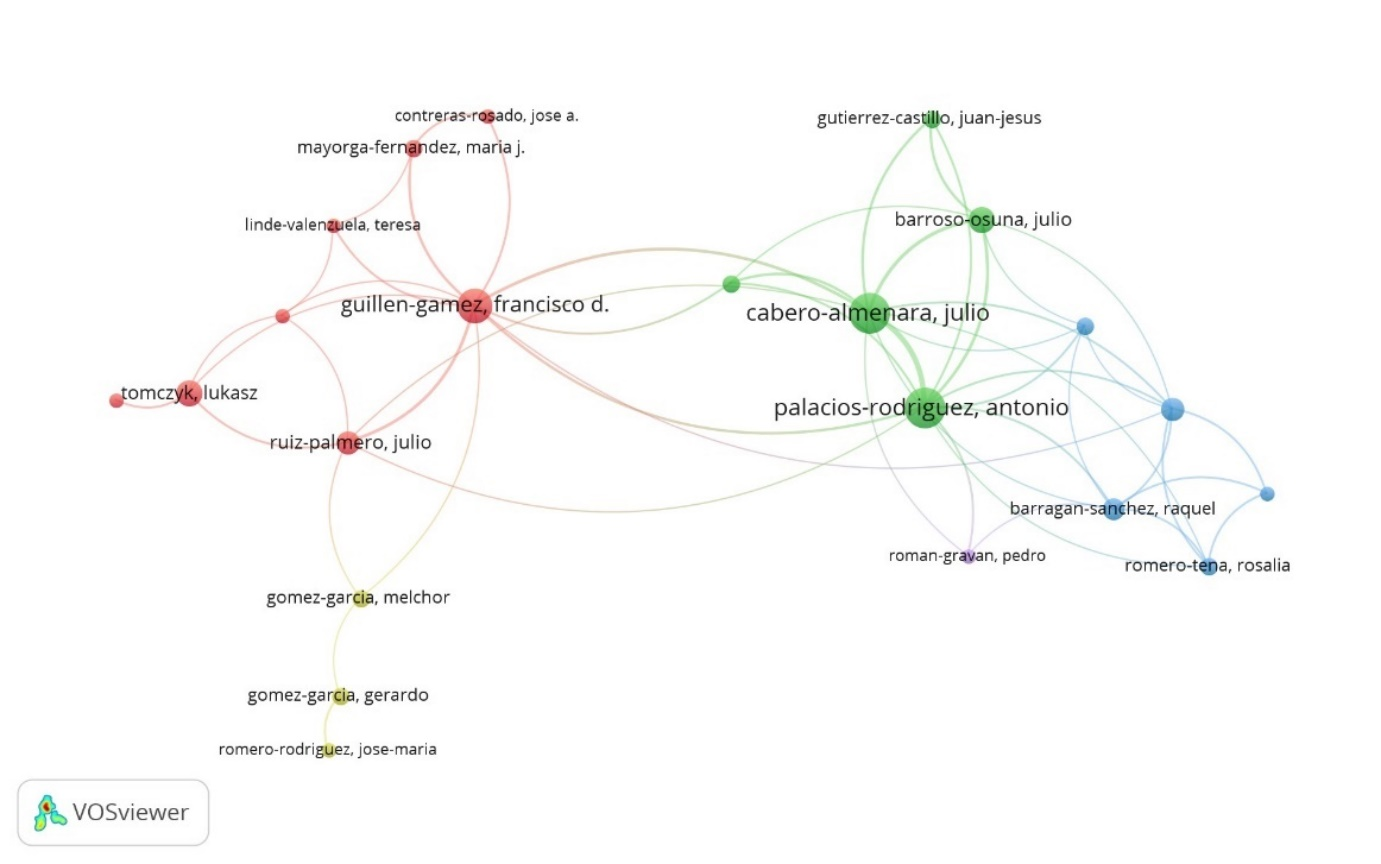 contreras-rosado, jose a.
gutierrez-castillo, juan-jesus
mayorga-fernandez, maria j.
barroso-osuna, julio
linde-valenzuela, teresa
guillen-gamez, francisco d.
cabero-almenara, julio
tomczyk, lukasz
palacios-rodriguez, antonio
ruiz-palmero, julio
barragan-sanchez, raquel
roman-gravan, pedro
romero-tena, rosalia
gomez-garcia, melchor
gomez-garcia, gerardo
romero-rodriguez, jose-maria
VOSviewer